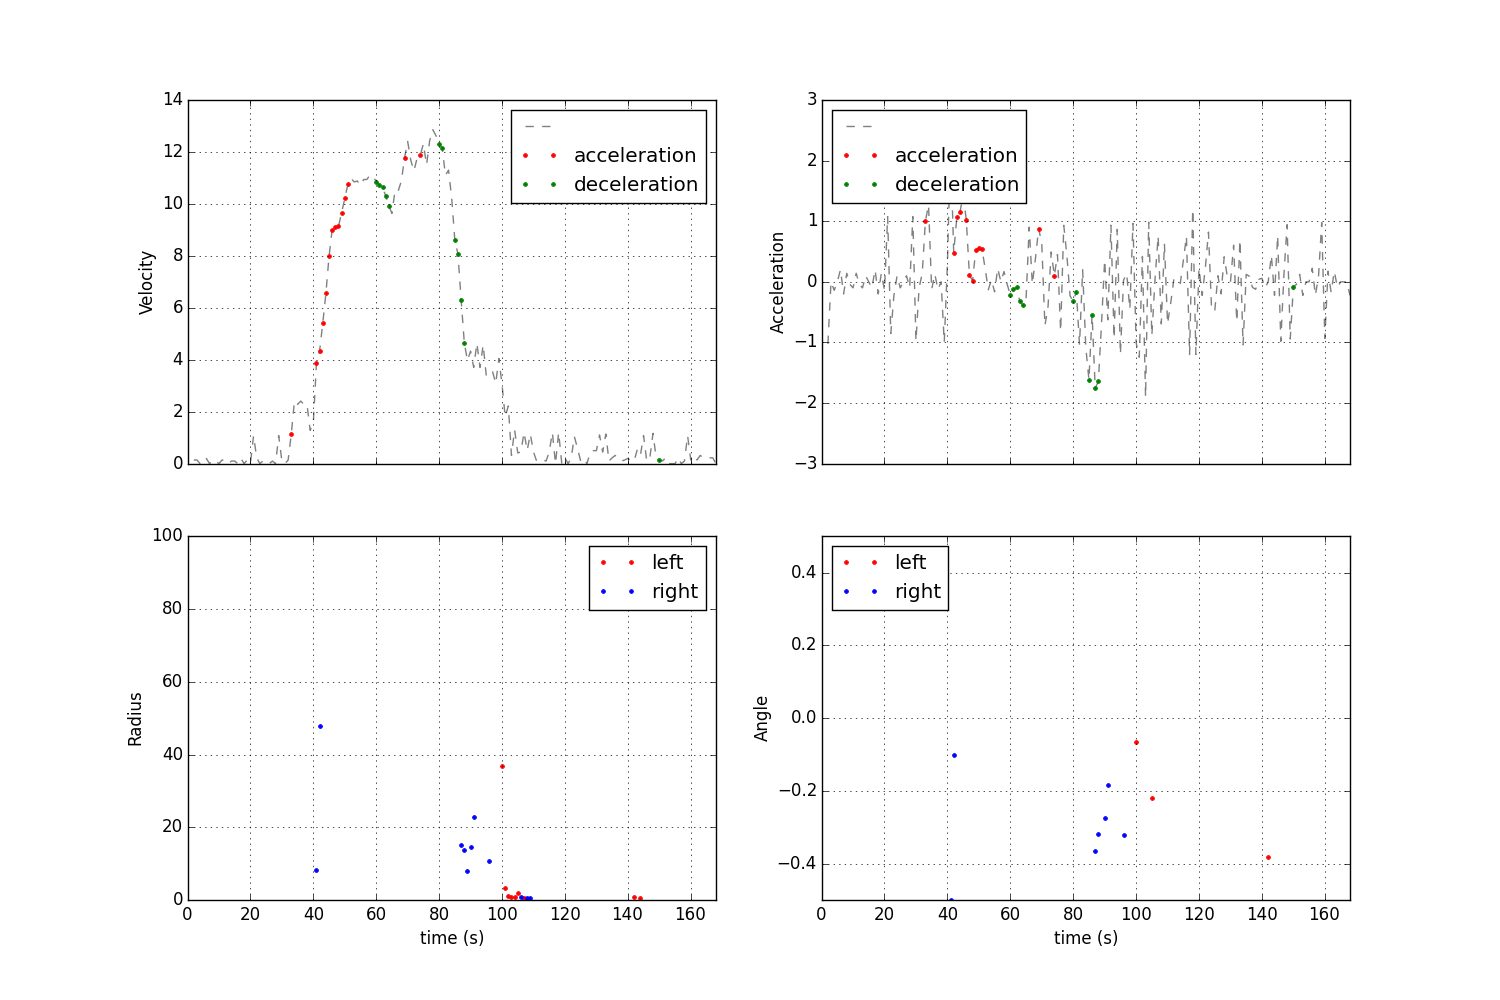 14
12
10
8
6
4
2
0
Velocity
acceleration
deceleration
3
2
1
0
−1
−2
−3
Acceleration
acceleration
deceleration
100
80
60
40
20
0
Radius
left
right
0 20 40 60 80 100 120 140 160
time (s)
0.4
0.2
0.0
−0.2
−0.4
Angle
left
right
0 20 40 60 80 100 120 140 160
time (s)